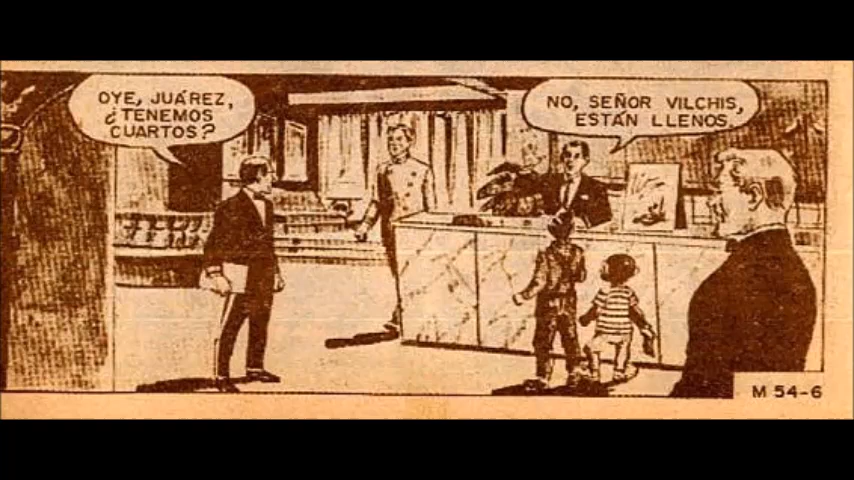 OYE, JUÁREZ,
¿TENEMOS
CUARTOS?
NO, SEÑOR VILCHIS,
ESTÁN LLENOS.
M 54-6